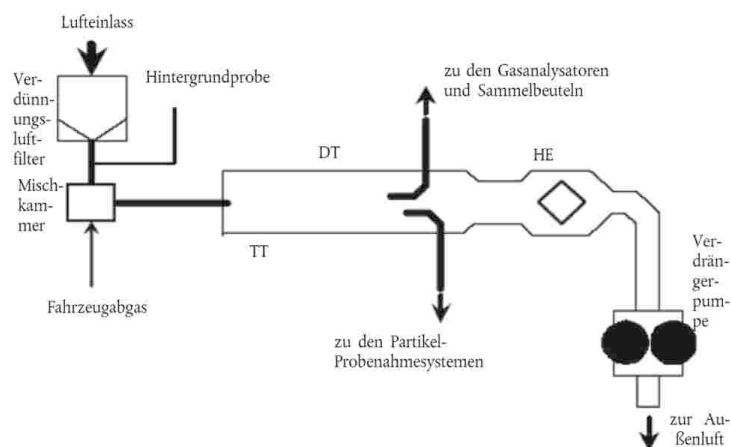 Lufteinlass
Ver-
dünn-
ungs-
luft-
filter
Hintergrundprobe
zu den Gasanalysatoren
und Sammelbeuteln
DT
HE
Misch-
kam-
mer
TT
Fahrzeugabgas
zu den Partikel-
Probenahmesystemen
Ver-
drän-
ger-
pum-
pe
zur Au-
ßenluft